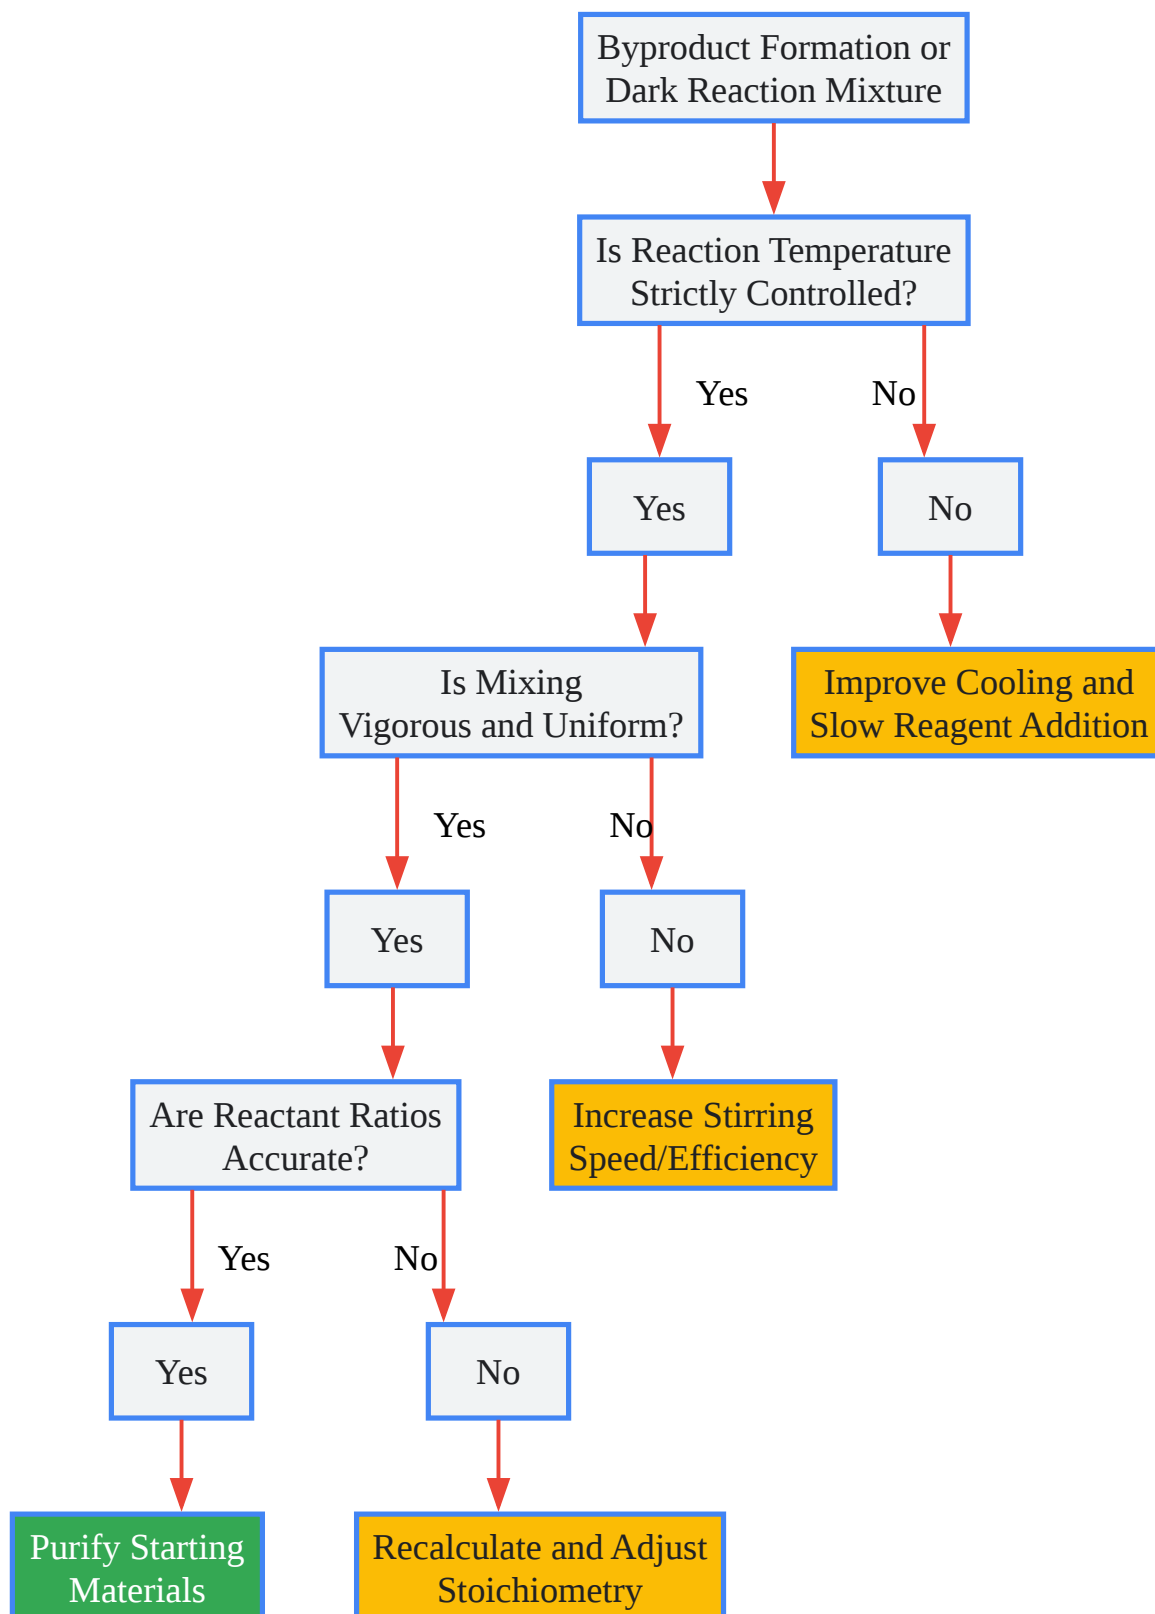 Byproduct Formation or
Dark Reaction Mixture
Is Reaction Temperature
Strictly Controlled?
Yes
No
Yes
No
Is Mixing
Vigorous and Uniform?
Improve Cooling and
Slow Reagent Addition
Yes
No
Yes
No
Are Reactant Ratios
Accurate?
Increase Stirring
Speed/Efficiency
Yes
No
Yes
No
Purify Starting
Materials
Recalculate and Adjust
Stoichiometry